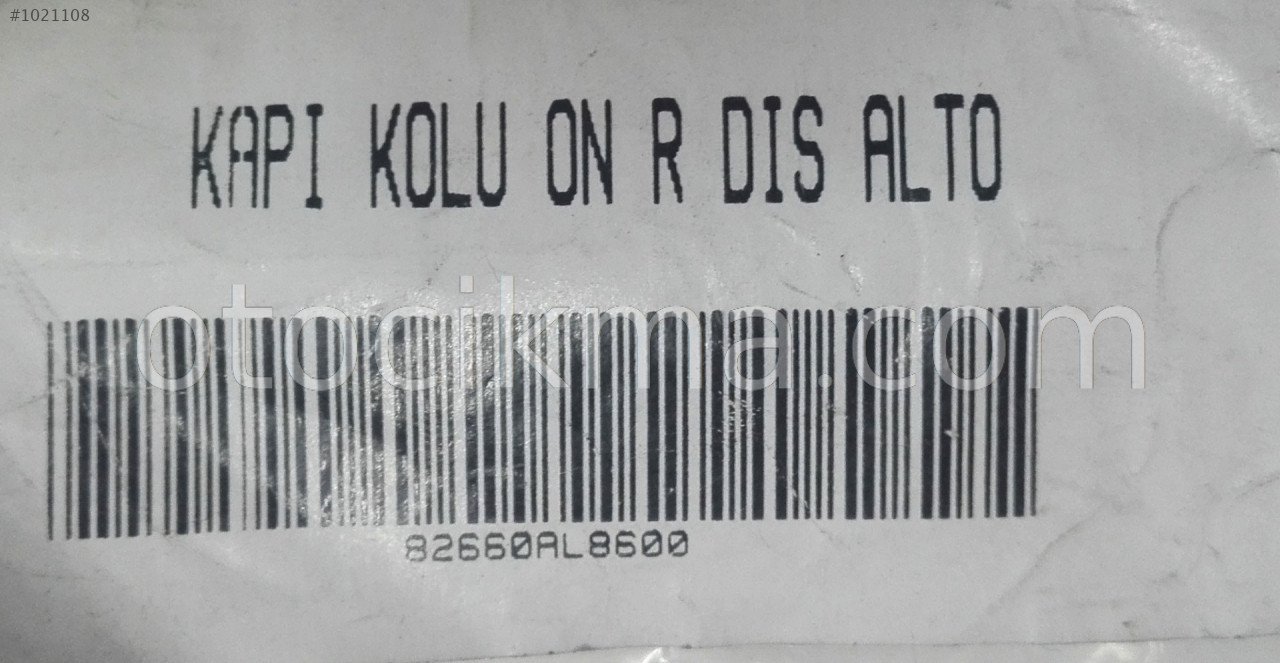 #1021108
KAPI KOLU ON R DIS ALTO
otocikma.com
82660AL8600